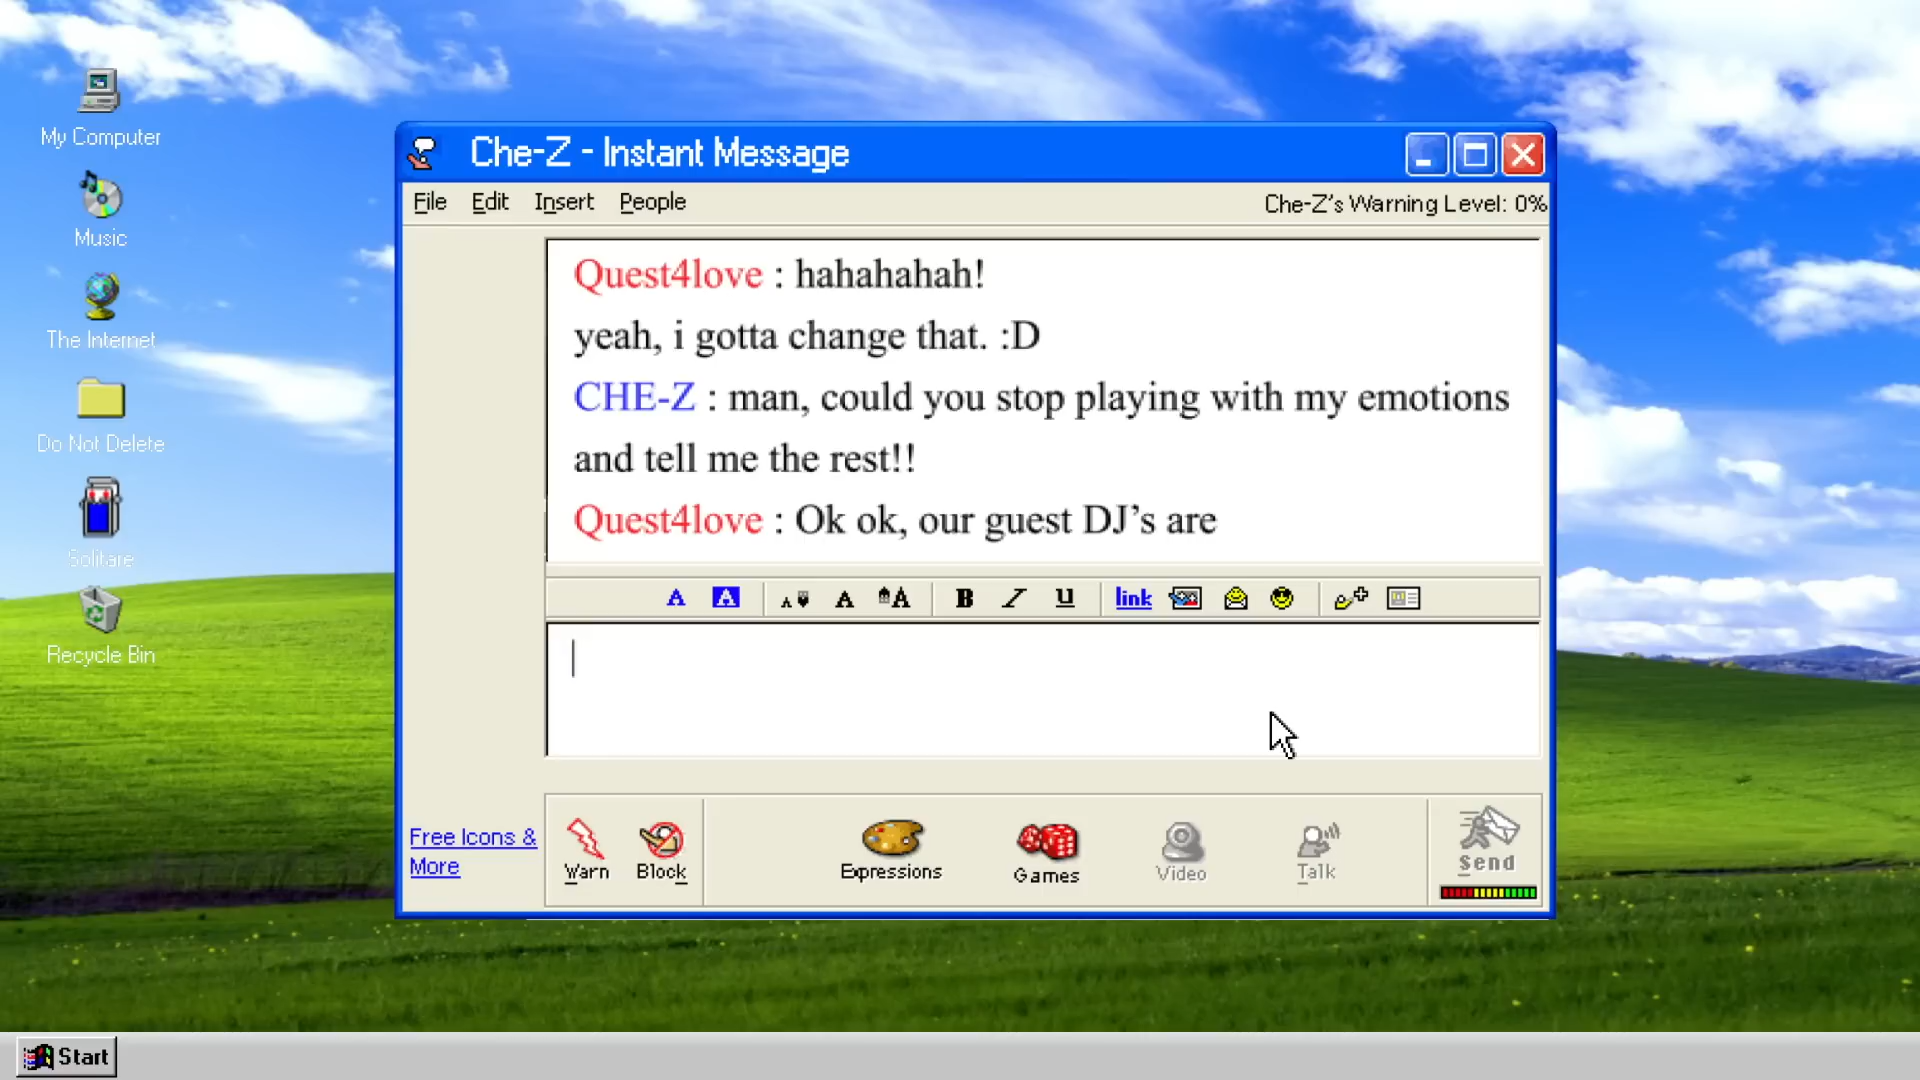 My Computer
Music
The Internet
Do Not Delete
Solitare
Recycle Bin
Che-Z - Instant Message
File Edit Insert People
Che-Z's Warning Level: 0%
Quest4love : hahahahah!
yeah, i gotta change that. :D
CHE-Z : man, could you stop playing with my emotions
and tell me the rest!!
Quest4love : Ok ok, our guest DJ’s are
A A A A A B I U link
Free Icons &
More
Warn Block Expressions Games Video Talk Send
Start